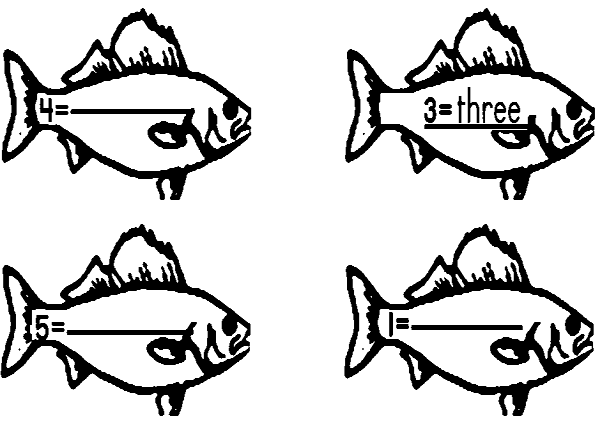 4=
3=three
5=
1=